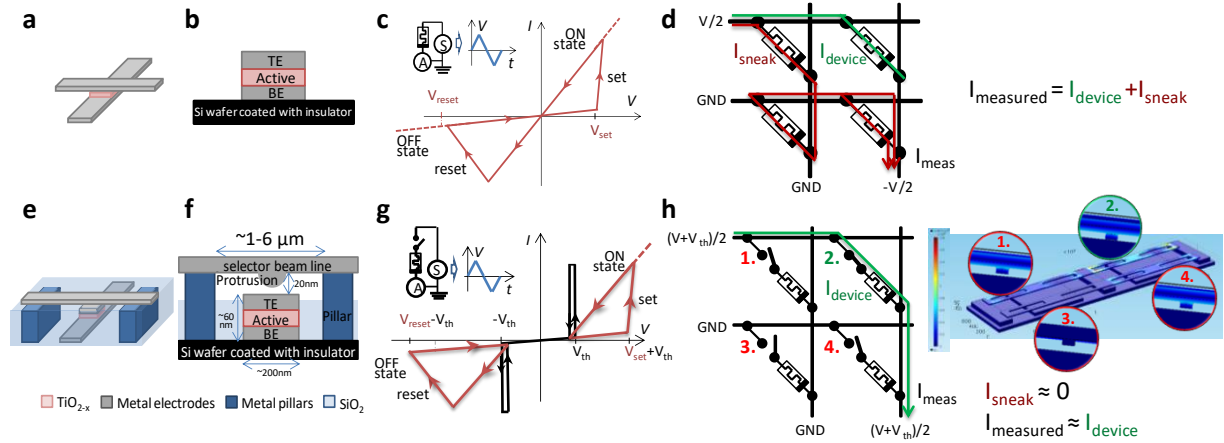 a
b
TE
Active
BE
Si wafer coated with insulator
c
S
A
V
t
I
ON
state
set
V
V_reset
V_set
OFF
state
reset
d
V/2
I_sneak
I_device
GND
I_meas
GND
-V/2
I_measured = I_device + I_sneak
e
f
~1-6 μm
selector beam line
Protrusion
20nm
TE
~60
nm
Active
Pillar
BE
Si wafer coated with insulator
~200nm
g
S
A
V
t
I
ON
state
set
V
V_reset-V_th
-V_th
V_th
V_set+V_th
OFF
state
reset
h
(V+V_th)/2
1.
2.
I_device
GND
3.
4.
I_meas
GND
(V+V_th)/2
1.
2.
3.
4.
I_sneak ≈ 0
I_measured ≈ I_device
TiO2-x
Metal electrodes
Metal pillars
SiO2